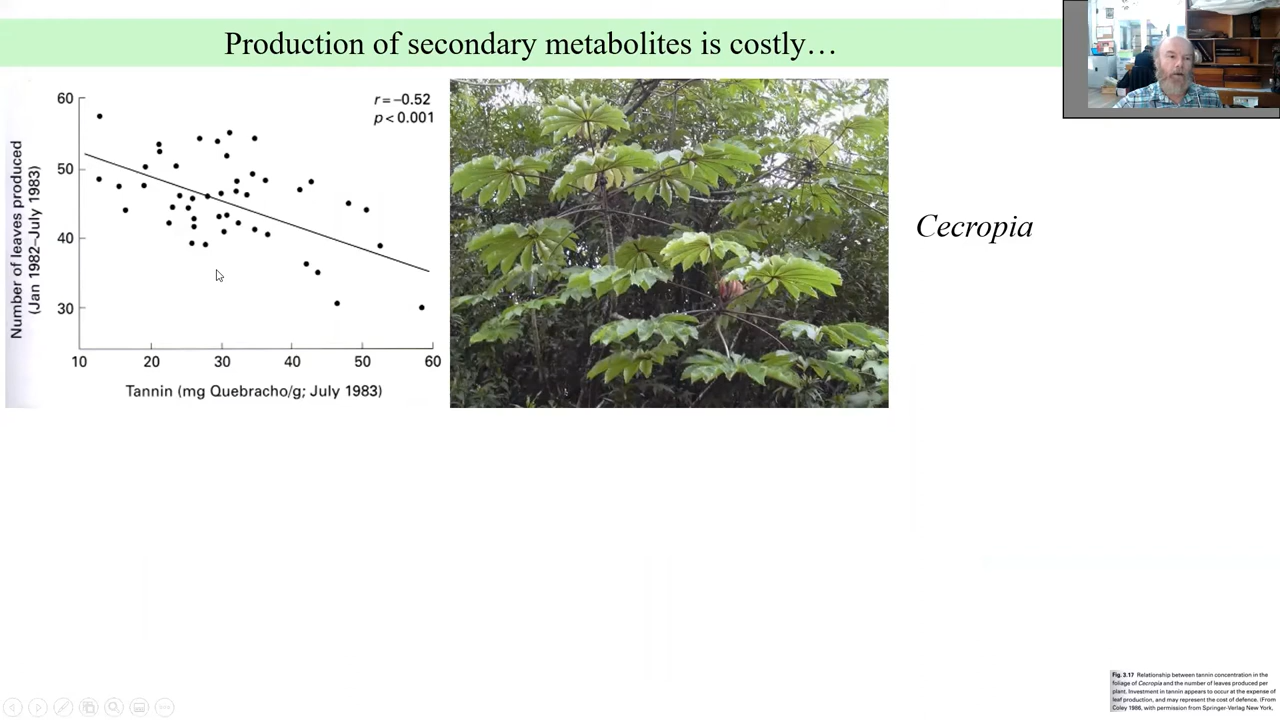 Production of secondary metabolites is costly…
r = –0.52
p < 0.001
60
50
40
30
Number of leaves produced
(Jan 1982–July 1983)
10 20 30 40 50 60
Tannin (mg Quebracho/g; July 1983)
Cecropia
Fig. 3.17 Relationship between tannin concentration in the
foliage of Cecropia and the number of leaves produced per
plant. Investment in tannin appears to occur at the expense of
leaf production, and may represent the cost of defence. (From
Coley 1986, with permission from Springer-Verlag New York,